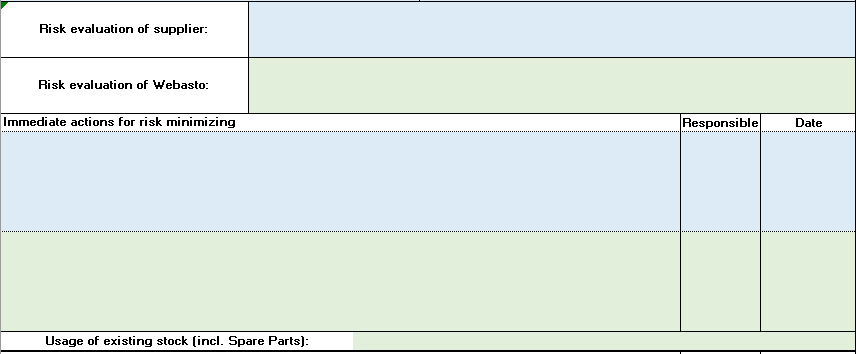 Risk evaluation of supplier:
Risk evaluation of Webasto:
Immediate actions for risk minimizing Responsible Date
Usage of existing stock (incl. Spare Parts):